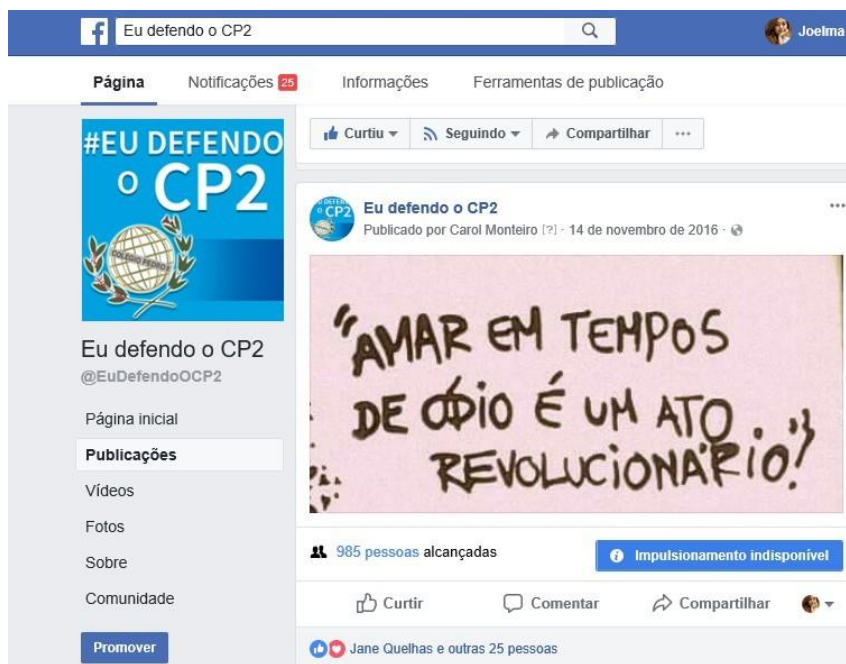 Eu defendo o CP2
Joelma
Página Notificações 25 Informações Ferramentas de publicação
#EU DEFENDO
O CP2
COLEGIO PEDRO II
Curtiu Seguindo Compartilhar ...
Eu defendo o CP2
@EuDefendoOCP2
Página inicial
Publicações
Vídeos
Fotos
Sobre
Comunidade
Promover
Eu defendo o CP2
Publicado por Carol Monteiro [?] · 14 de novembro de 2016 ·
"AMAR EM TEMPOS
DE ÓDIO É UM ATO
REVOLUCIONÁRIO!..."
985 pessoas alcançadas
Impulsionamento indisponível
Curtir Comentar Compartilhar
Jane Quelhas e outras 25 pessoas